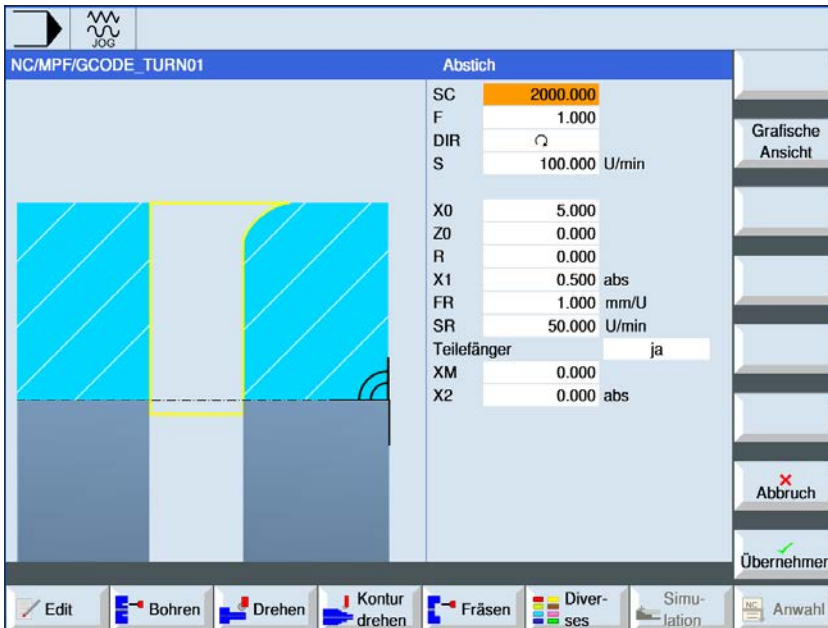 JOG
NC/MPF/GCODE_TURN01
Abstich
SC 2000.000
F 1.000
DIR
S 100.000 U/min
X0 5.000
Z0 0.000
R 0.000
X1 0.500 abs
FR 1.000 mm/U
SR 50.000 U/min
Teilefänger ja
XM 0.000
X2 0.000 abs
Grafische
Ansicht
Abbruch
Übernehmen
Edit
Bohren
Drehen
Kontur
drehen
Fräsen
Diver-
ses
Simu-
lation
NC
Anwahl